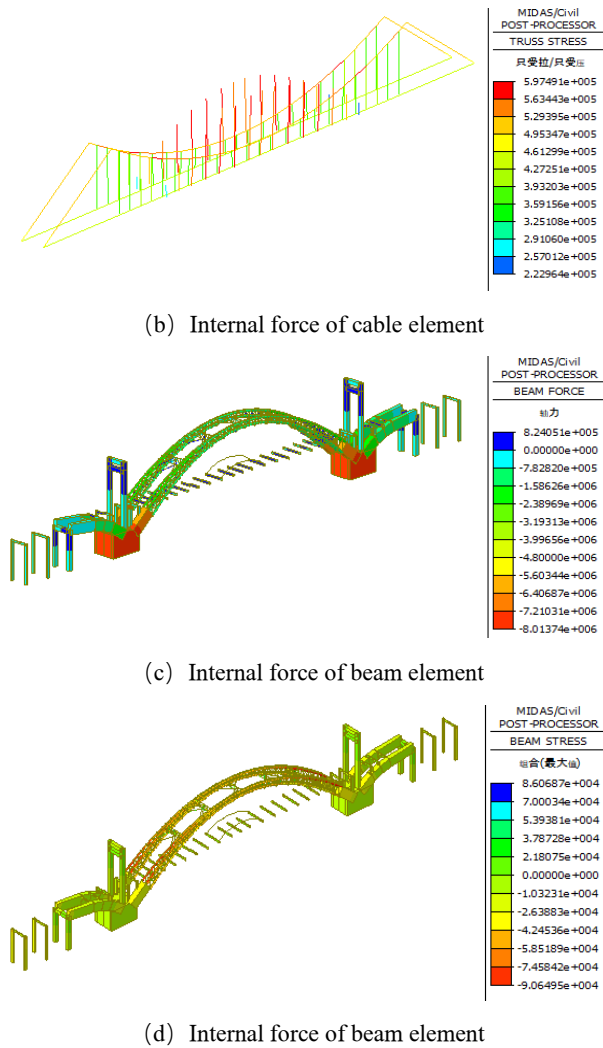 MIDAS/Civil
POST-PROCESSOR
TRUSS STRESS
只受拉/只受压
5.97491e+005
5.63443e+005
5.29395e+005
4.95347e+005
4.61299e+005
4.27251e+005
3.93203e+005
3.59156e+005
3.25108e+005
2.91060e+005
2.57012e+005
2.22964e+005
(b) Internal force of cable element
MIDAS/Civil
POST-PROCESSOR
BEAM FORCE
轴力
8.24051e+005
0.00000e+000
-7.82820e+005
-1.58626e+006
-2.38969e+006
-3.19313e+006
-3.99656e+006
-4.80000e+006
-5.60344e+006
-6.40687e+006
-7.21031e+006
-8.01374e+006
(c) Internal force of beam element
MIDAS/Civil
POST-PROCESSOR
BEAM STRESS
组合(最大值)
8.60687e+004
7.00034e+004
5.39381e+004
3.78728e+004
2.18075e+004
0.00000e+000
-1.03231e+004
-2.63883e+004
-4.24536e+004
-5.85189e+004
-7.45842e+004
-9.06495e+004
(d) Internal force of beam element